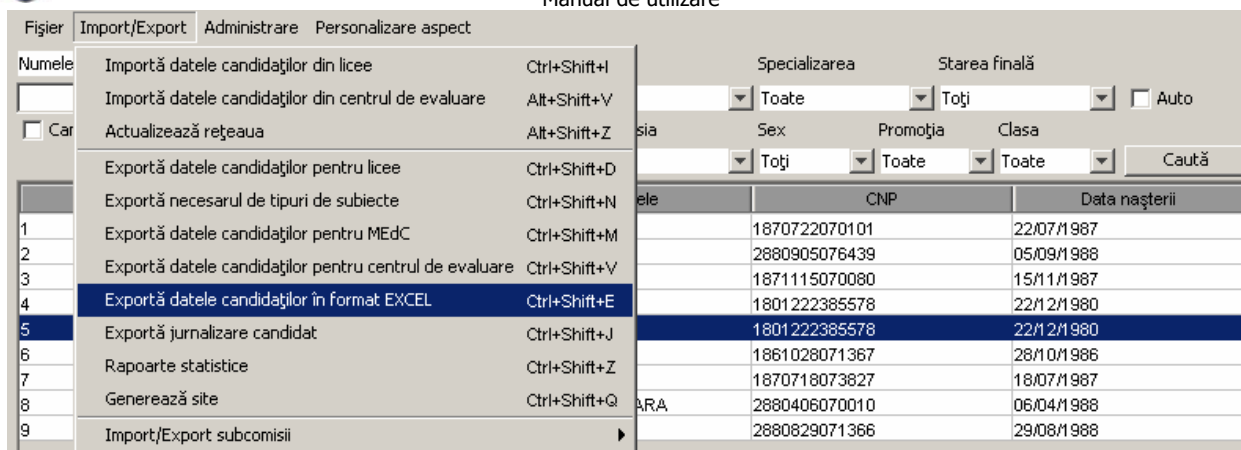 Manual de utilizare
Fişier Import/Export Administrare Personalizare aspect
Numele Specializarea Starea finală
Toate Toţi Auto
Car sia Sex Promoţia Clasa
Toţi Toate Toate Caută
Importă datele candidaţilor din licee Ctrl+Shift+I
Importă datele candidaţilor din centrul de evaluare Alt+Shift+V
Actualizează reţeaua Alt+Shift+Z
Exportă datele candidaţilor pentru licee Ctrl+Shift+D
Exportă necesarul de tipuri de subiecte Ctrl+Shift+N
Exportă datele candidaţilor pentru MEdC Ctrl+Shift+M
Exportă datele candidaţilor pentru centrul de evaluare Ctrl+Shift+V
Exportă datele candidaţilor în format EXCEL Ctrl+Shift+E
Exportă jurnalizare candidat Ctrl+Shift+J
Rapoarte statistice Ctrl+Shift+Z
Generează site Ctrl+Shift+Q
Import/Export subcomisii
ele CNP Data naşterii
1 1870722070101 22/07/1987
2 2880905076439 05/09/1988
3 1871115070080 15/11/1987
4 1801222385578 22/12/1980
5 1801222385578 22/12/1980
6 1861028071367 28/10/1986
7 1870718073827 18/07/1987
8 ARA 2880406070010 06/04/1988
9 2880829071366 29/08/1988